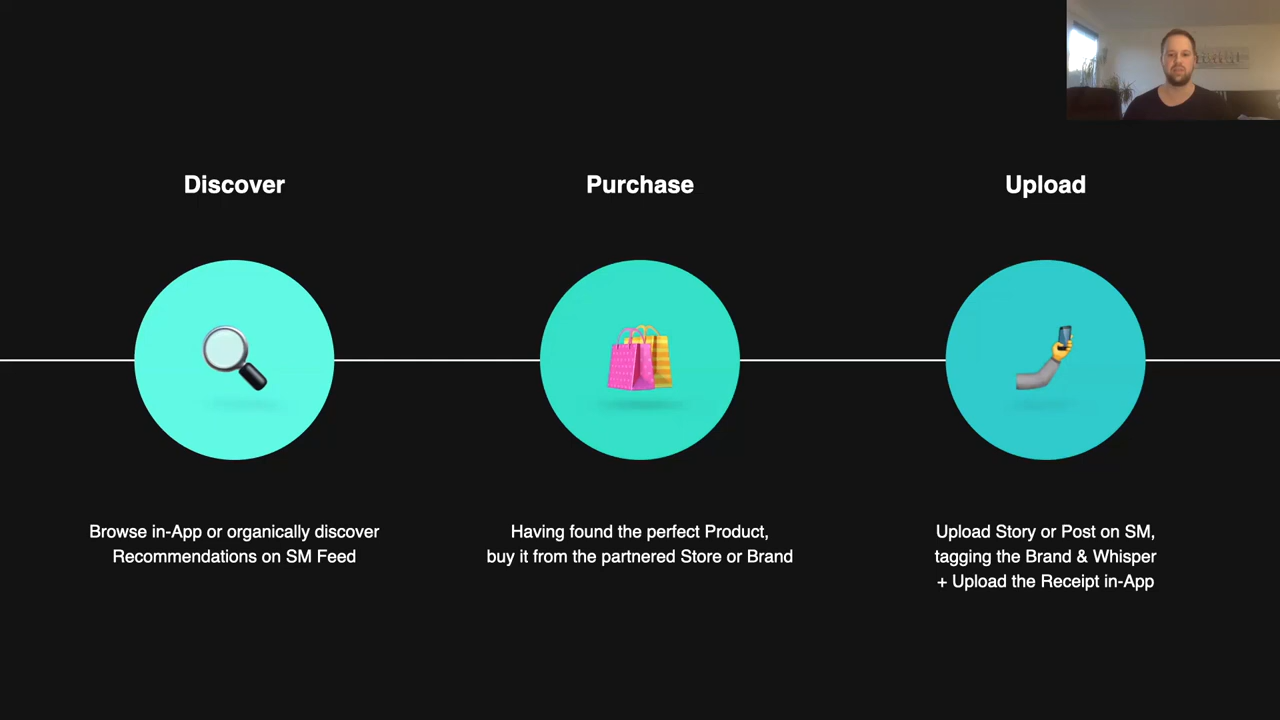 Discover
Purchase
Upload
Browse in-App or organically discover
Recommendations on SM Feed
Having found the perfect Product,
buy it from the partnered Store or Brand
Upload Story or Post on SM,
tagging the Brand & Whisper
+ Upload the Receipt in-App